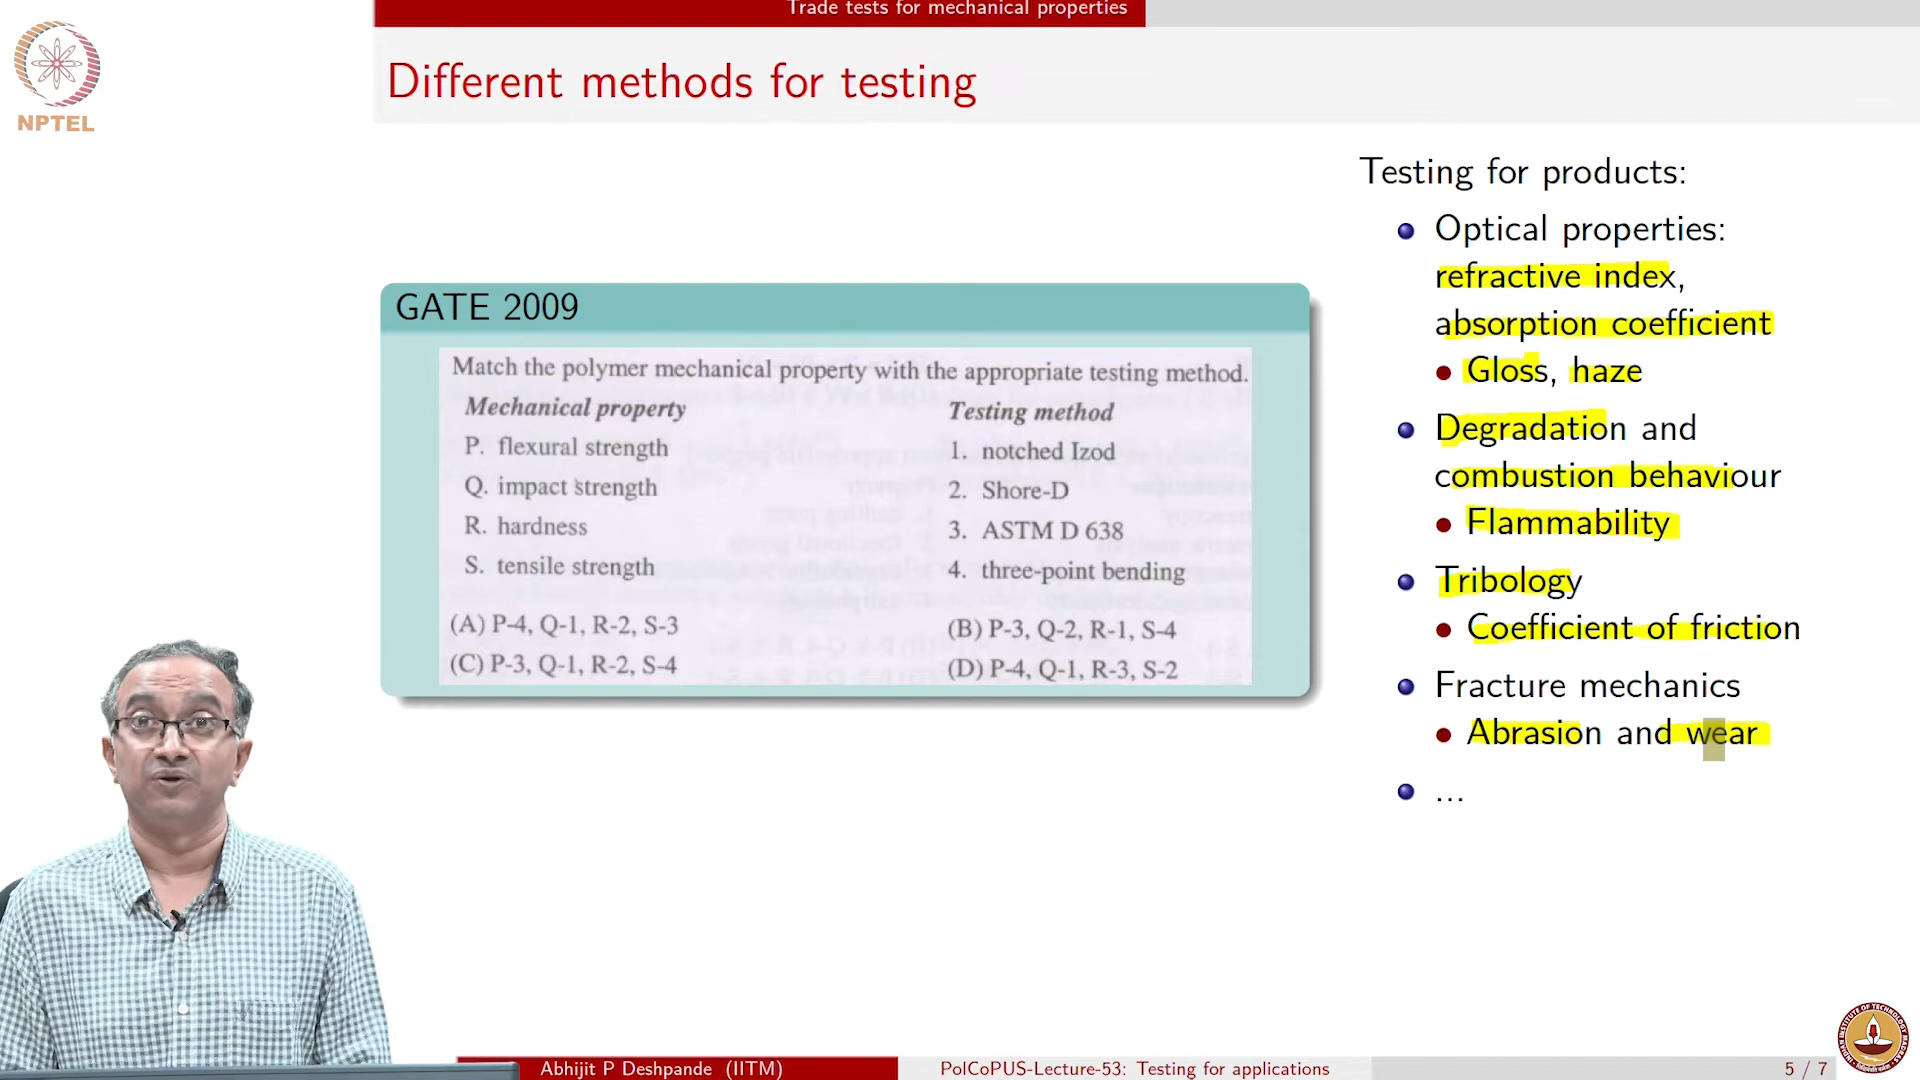 Trade tests for mechanical properties
NPTEL
Different methods for testing
GATE 2009
Match the polymer mechanical property with the appropriate testing method.
Mechanical property Testing method
P. flexural strength 1. notched Izod
Q. impact strength 2. Shore-D
R. hardness 3. ASTM D 638
S. tensile strength 4. three-point bending
(A) P-4, Q-1, R-2, S-3 (B) P-3, Q-2, R-1, S-4
(C) P-3, Q-1, R-2, S-4 (D) P-4, Q-1, R-3, S-2
Testing for products:
Optical properties:
refractive index,
absorption coefficient
Gloss, haze
Degradation and
combustion behaviour
Flammability
Tribology
Coefficient of friction
Fracture mechanics
Abrasion and wear
...
Abhijit P Deshpande (IITM) PolCoPUS-Lecture-53: Testing for applications 5 / 7